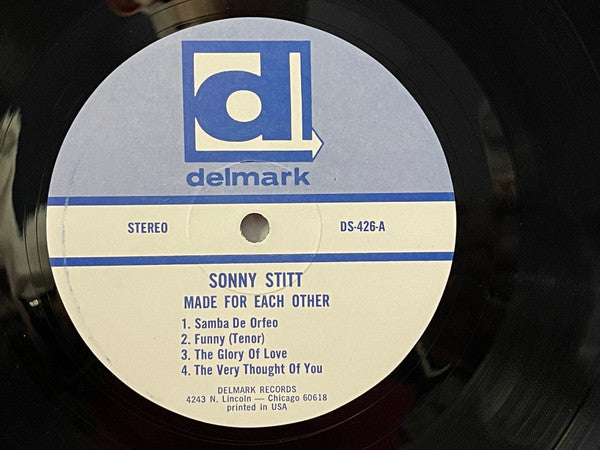 d
delmark
STEREO
DS-426-A
SONNY STITT
MADE FOR EACH OTHER
1. Samba De Orfeo
2. Funny (Tenor)
3. The Glory Of Love
4. The Very Thought Of You
DELMARK RECORDS
4243 N. Lincoln — Chicago 60618
printed in USA